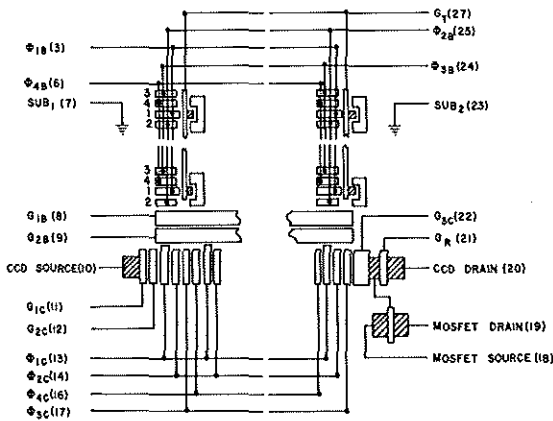 G_T (27)
Φ_2B (25)
Φ_1B (3)
Φ_3B (24)
Φ_4B (6)
SUB_1 (7)
SUB_2 (23)
3
4
1
2
3
4
1
2
G_1B (8)
G_2B (9)
G_3C (22)
G_R (21)
CCD SOURCE (10)
CCD DRAIN (20)
G_1C (11)
G_2C (12)
MOSFET DRAIN (19)
MOSFET SOURCE (18)
Φ_1C (13)
Φ_2C (14)
Φ_4C (16)
Φ_3C (17)